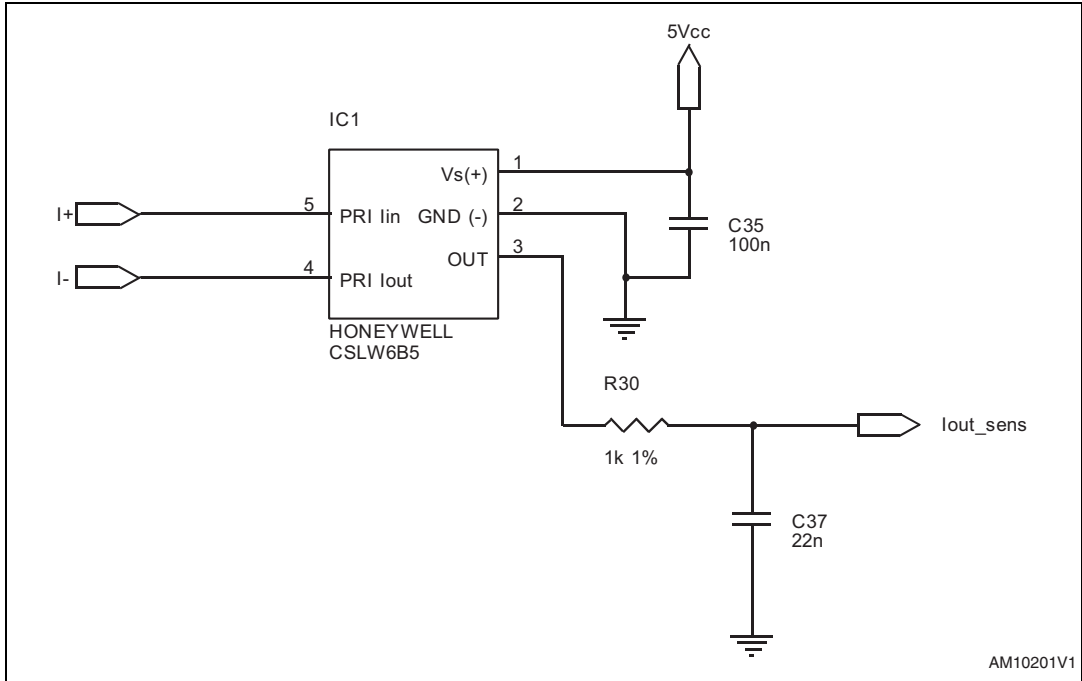 5Vcc
IC1
Vs(+) 1
I+ 5 PRI Iin GND (-) 2
C35
100n
OUT 3
I- 4 PRI Iout
HONEYWELL
CSLW6B5
R30
Iout_sens
1k 1%
C37
22n
AM10201V1